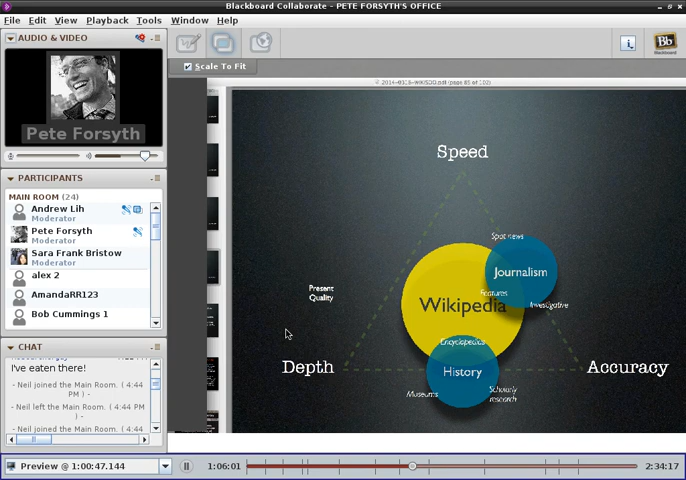 Blackboard Collaborate - PETE FORSYTH'S OFFICE
File Edit View Playback Tools Window Help
AUDIO & VIDEO
Pete Forsyth
PARTICIPANTS
MAIN ROOM (24)
Andrew Lih
Moderator
Pete Forsyth
Moderator
Sara Frank Bristow
Moderator
alex 2
AmandaRR123
Bob Cummings 1
CHAT
I've eaten there!
- Neil joined the Main Room. ( 4:44
PM ) -
- Neil left the Main Room. ( 4:44 PM
) -
- Neil joined the Main Room. ( 4:44
Scale To Fit
i
Bb
Speed
Spot news
Journalism
Present
Quality
Features
Wikipedia
Investigative
Encyclopedics
Depth
History
Accuracy
Museums
Scholarly
research
Preview @ 1:00:47.144
1:06:01
2:34:17